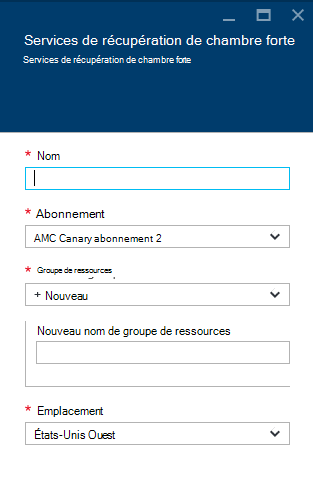 Services de récupération de chambre forte
Services de récupération de chambre forte
* Nom
* Abonnement
AMC Canary abonnement 2
* Groupe de ressources
+ Nouveau
Nouveau nom de groupe de ressources
* Emplacement
États-Unis Ouest